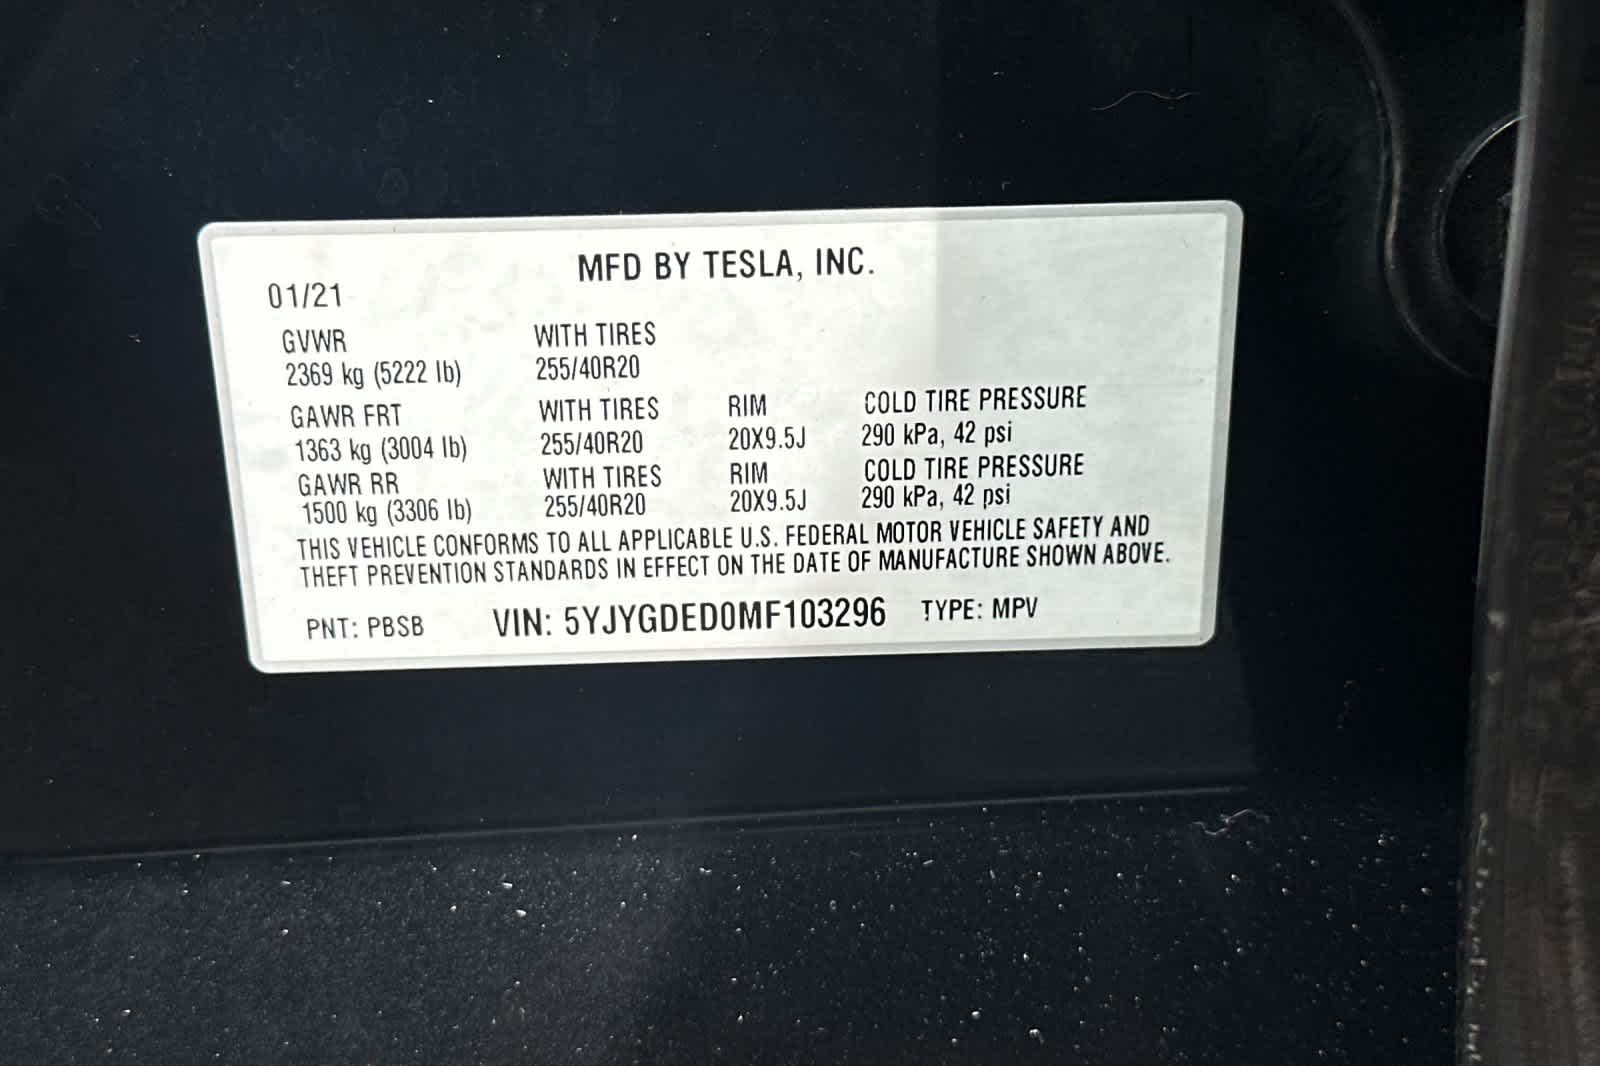 MFD BY TESLA, INC.
01/21
GVWR WITH TIRES
2369 kg (5222 lb) 255/40R20
GAWR FRT WITH TIRES RIM COLD TIRE PRESSURE
1363 kg (3004 lb) 255/40R20 20X9.5J 290 kPa, 42 psi
GAWR RR WITH TIRES RIM COLD TIRE PRESSURE
1500 kg (3306 lb) 255/40R20 20X9.5J 290 kPa, 42 psi
THIS VEHICLE CONFORMS TO ALL APPLICABLE U.S. FEDERAL MOTOR VEHICLE SAFETY AND
THEFT PREVENTION STANDARDS IN EFFECT ON THE DATE OF MANUFACTURE SHOWN ABOVE.
PNT: PBSB VIN: 5YJYGDED0MF103296 TYPE: MPV